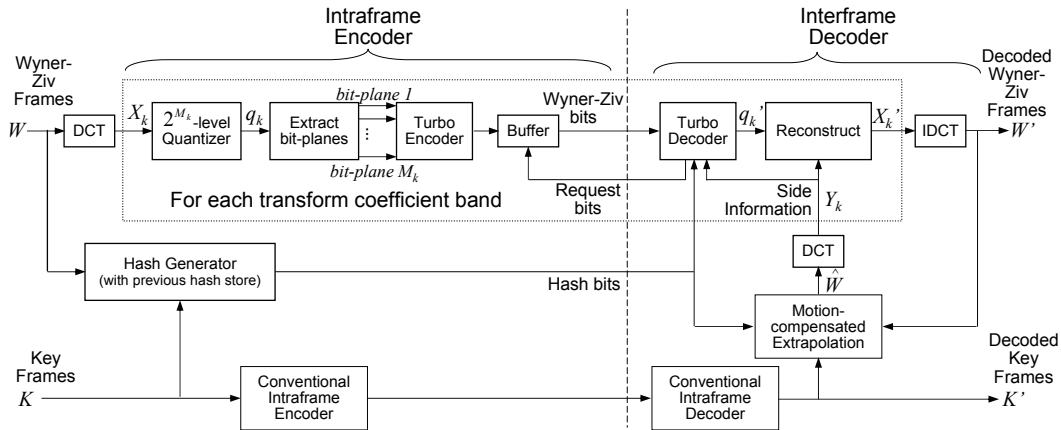 Intraframe
Encoder
Interframe
Decoder
Wyner-
Ziv
Frames
W
DCT
X_k
2^{M_k}-level
Quantizer
q_k
Extract
bit-planes
bit-plane 1
⋮
bit-plane M_k
Turbo
Encoder
Buffer
Wyner-Ziv
bits
Turbo
Decoder
q_k'
Reconstruct
X_k'
IDCT
Decoded
Wyner-
Ziv
Frames
W'
For each transform coefficient band
Request
bits
Side
Information
Y_k
DCT
Ŵ
Hash Generator
(with previous hash store)
Hash bits
Motion-
compensated
Extrapolation
Key
Frames
K
Conventional
Intraframe
Encoder
Conventional
Intraframe
Decoder
Decoded
Key
Frames
K'